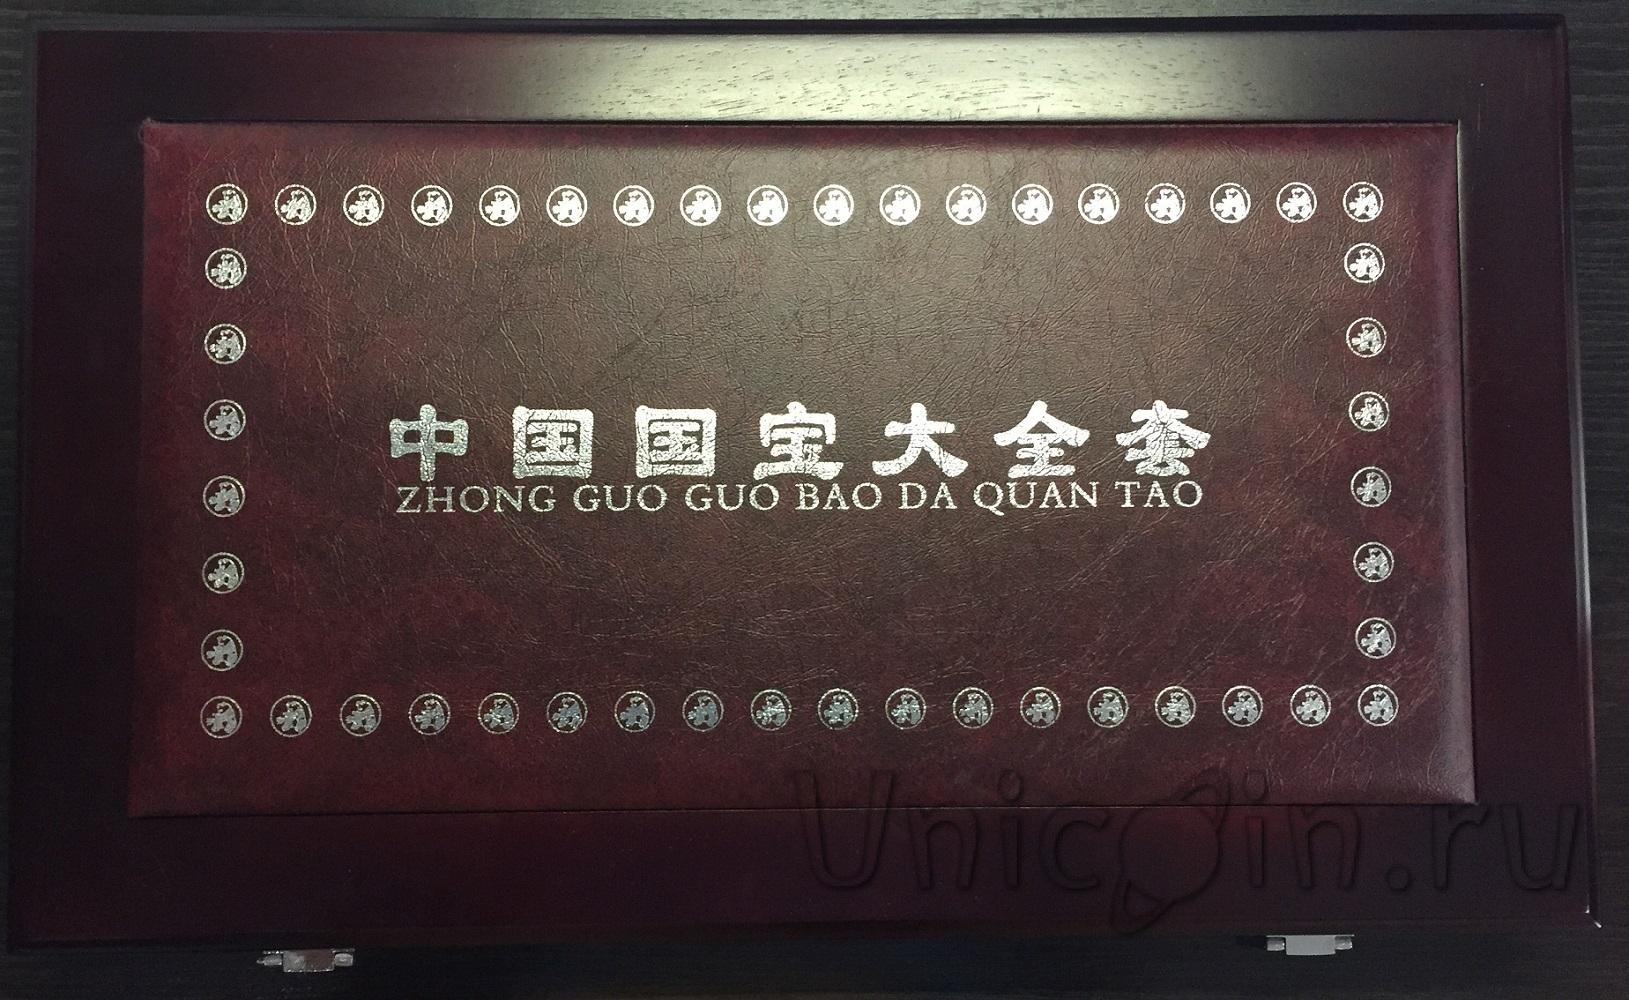 中国国宝大全套
ZHONG GUO GUO BAO DA QUAN TAO
Unicoin.ru